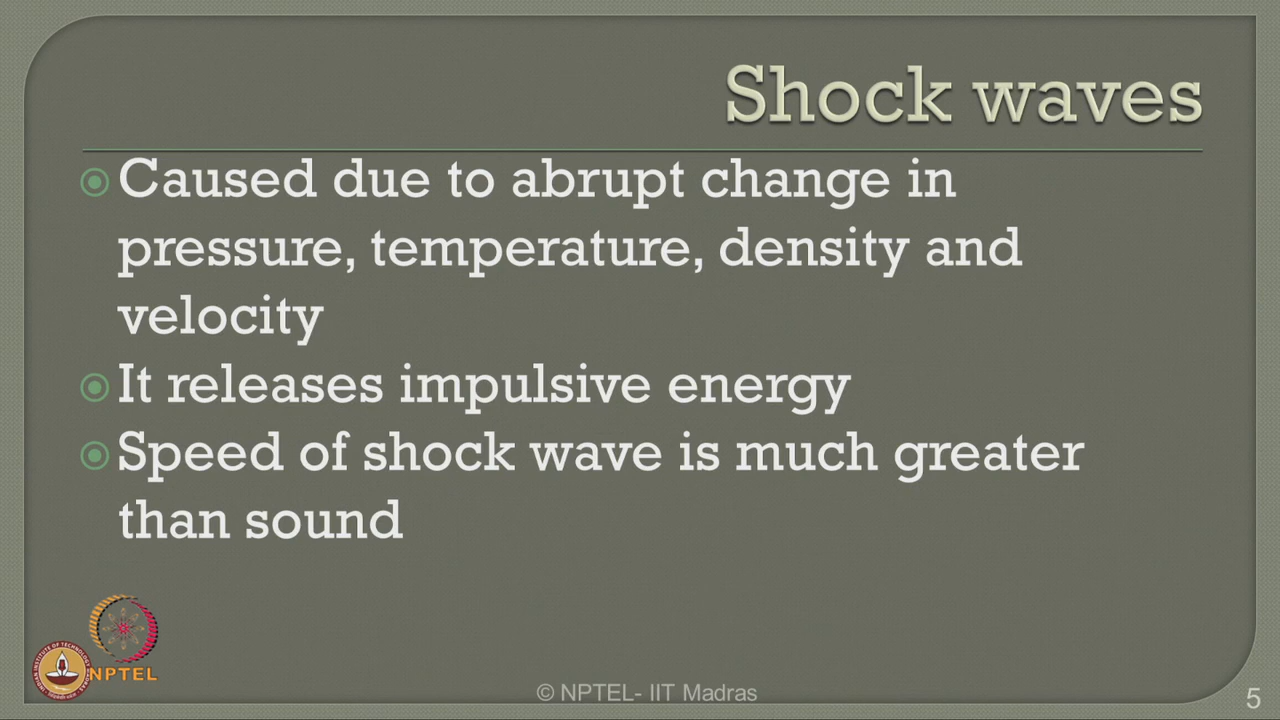 Shock waves
Caused due to abrupt change in
pressure, temperature, density and
velocity
It releases impulsive energy
Speed of shock wave is much greater
than sound
NPTEL
© NPTEL- IIT Madras
5